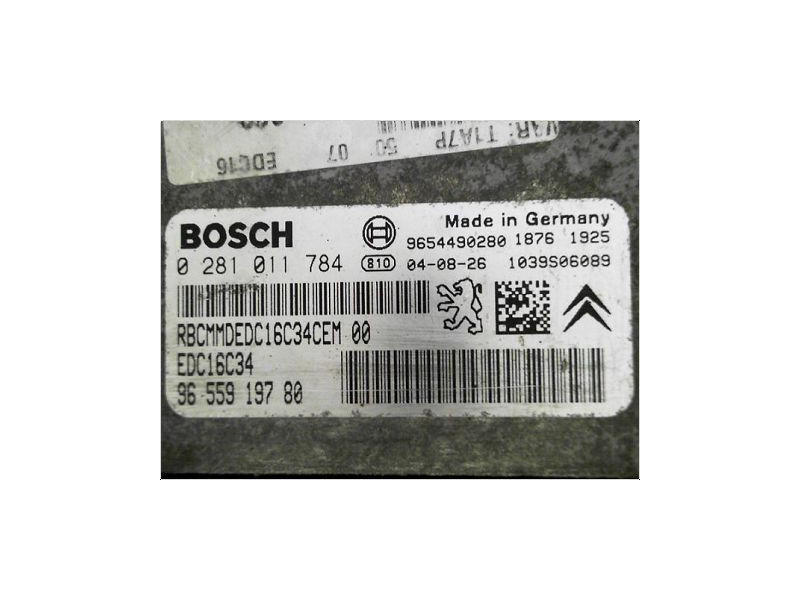 VAR: T1A7P
50 07 EDC16
BOSCH Made in Germany
9654490280 1876 1925
0 281 011 784 810 04-08-26 1039S06089
RBCMMDEDC16C34CEM 00
EDC16C34
96 559 197 80